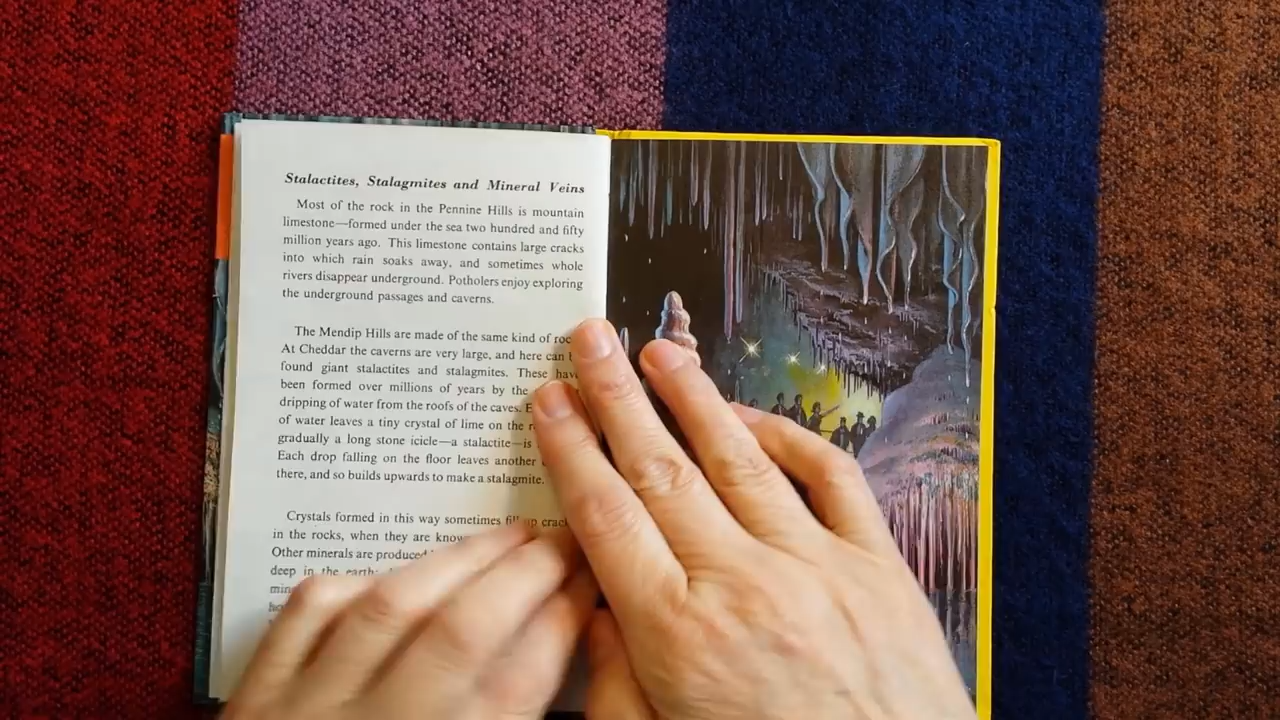 Stalactites, Stalagmites and Mineral Veins
Most of the rock in the Pennine Hills is mountain
limestone—formed under the sea two hundred and fifty
million years ago. This limestone contains large cracks
into which rain soaks away, and sometimes whole
rivers disappear underground. Potholers enjoy exploring
the underground passages and caverns.
The Mendip Hills are made of the same kind of
At Cheddar the caverns are very large, and here can
found giant stalactites and stalagmites. These
been formed over millions of years by the
dripping of water from the roofs of the caves.
of water leaves a tiny crystal of lime on the
gradually a long stone icicle—a stalactite—is
Each drop falling on the floor leaves another
there, and so builds upwards to make a stalagmite.
Crystals formed in this way sometimes fill up
in the rocks, when they are
Other minerals are produced
deep in the earth